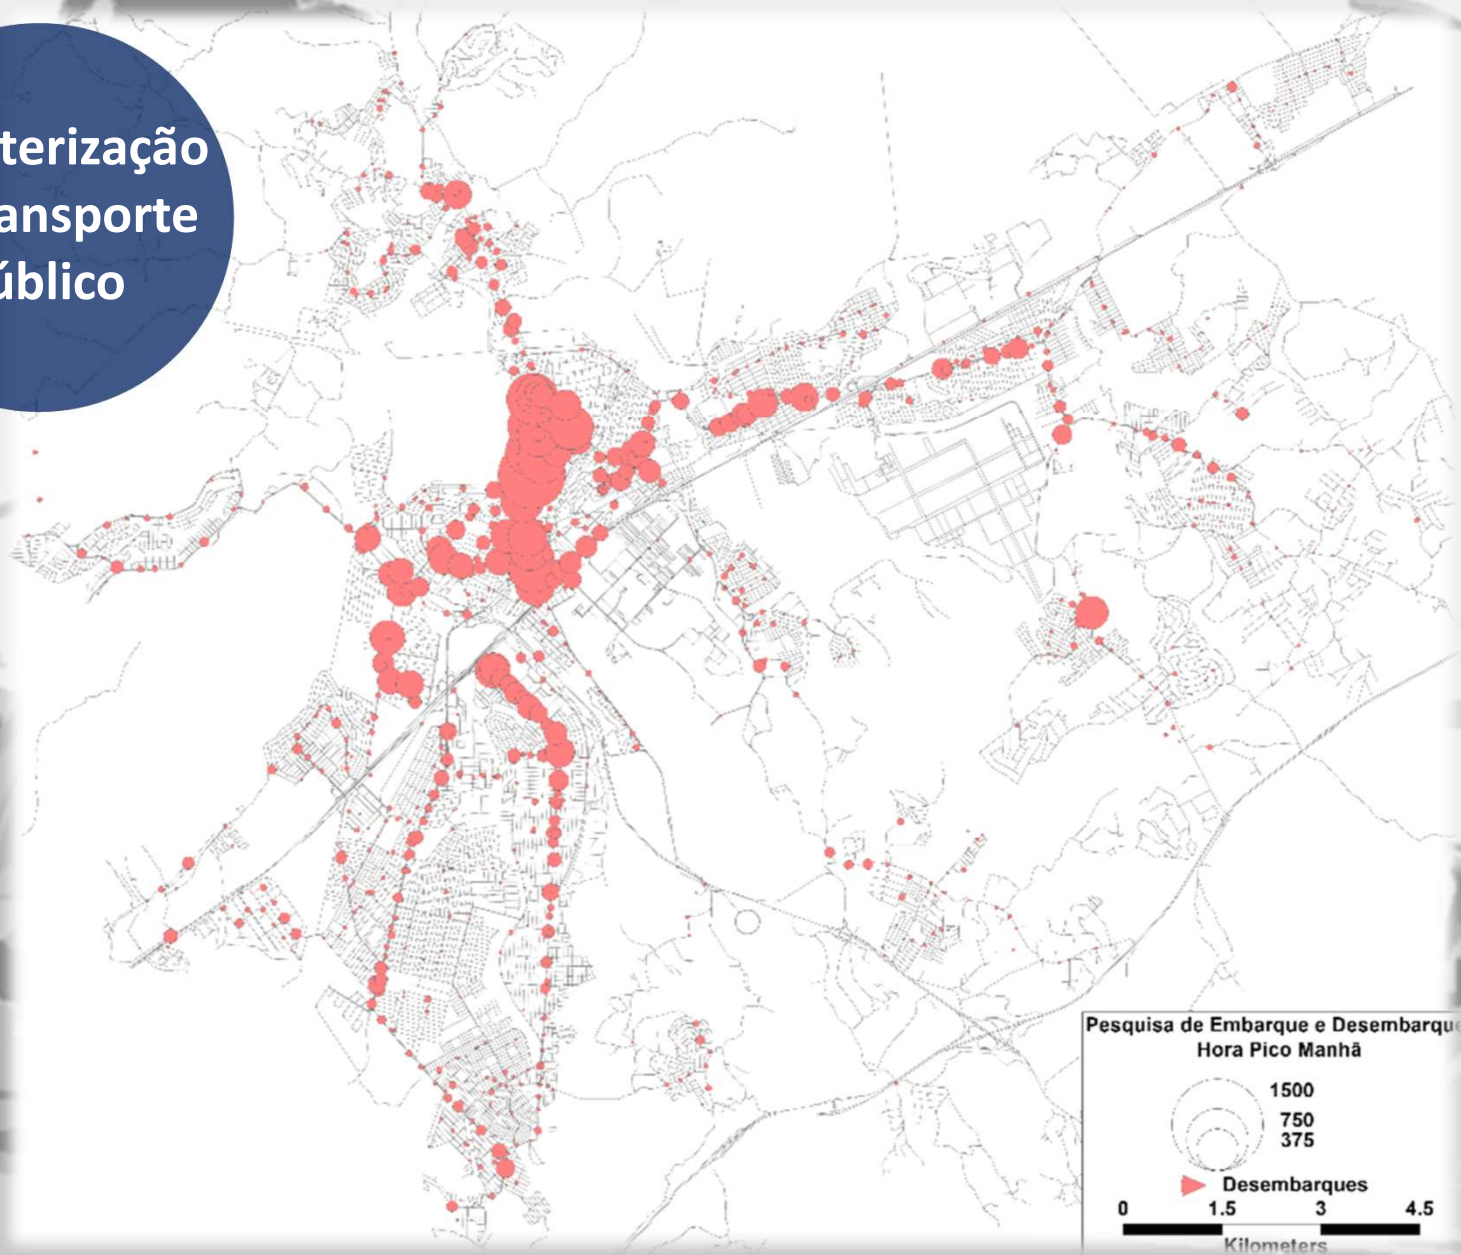 terização
ansporte
úblico
Pesquisa de Embarque e Desembarque
Hora Pico Manhã
1500
750
375
Desembarques
0 1.5 3 4.5
Kilometers